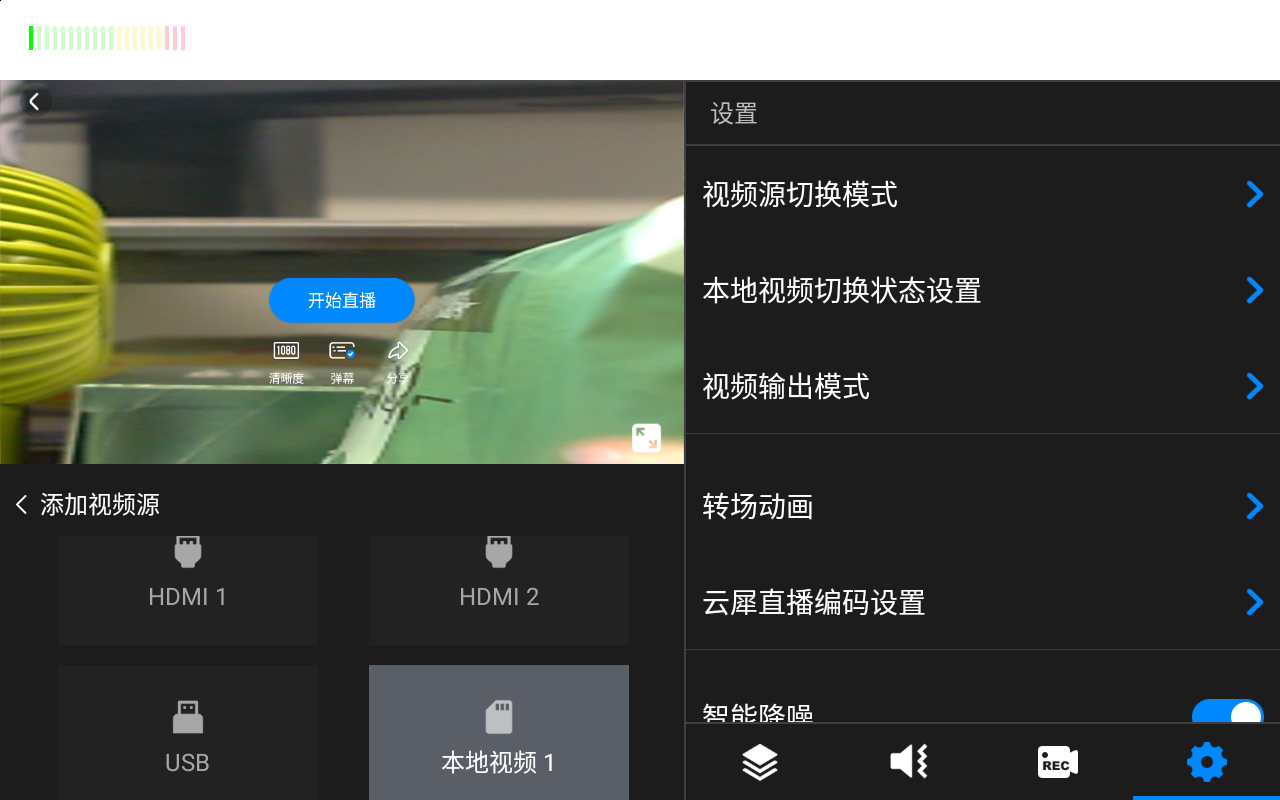 设置
视频源切换模式
本地视频切换状态设置
视频输出模式
转场动画
云犀直播编码设置
智能降噪
REC
开始直播
1080
清晰度
弹幕
分享
添加视频源
HDMI 1
HDMI 2
USB
本地视频 1